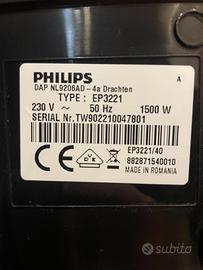 PHILIPS
A
DAP NL9206AD-4a Drachten
TYPE : EP3221
230 V ~ 50 Hz 1500 W
SERIAL Nr.TW902210047801
EP3221/40
882871540010
MADE IN ROMANIA
subito